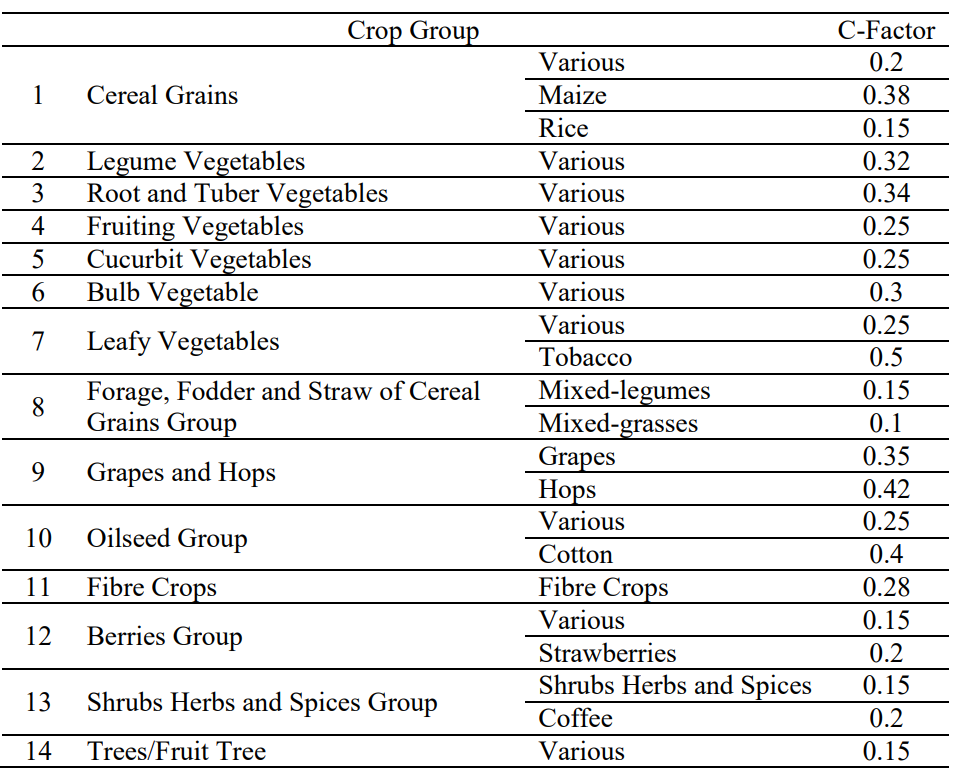 Crop Group C-Factor
1 Cereal Grains Various 0.2
Maize 0.38
Rice 0.15
2 Legume Vegetables Various 0.32
3 Root and Tuber Vegetables Various 0.34
4 Fruiting Vegetables Various 0.25
5 Cucurbit Vegetables Various 0.25
6 Bulb Vegetable Various 0.3
7 Leafy Vegetables Various 0.25
Tobacco 0.5
8 Forage, Fodder and Straw of Cereal Grains Group Mixed-legumes 0.15
Mixed-grasses 0.1
9 Grapes and Hops Grapes 0.35
Hops 0.42
10 Oilseed Group Various 0.25
Cotton 0.4
11 Fibre Crops Fibre Crops 0.28
12 Berries Group Various 0.15
Strawberries 0.2
13 Shrubs Herbs and Spices Group Shrubs Herbs and Spices 0.15
Coffee 0.2
14 Trees/Fruit Tree Various 0.15